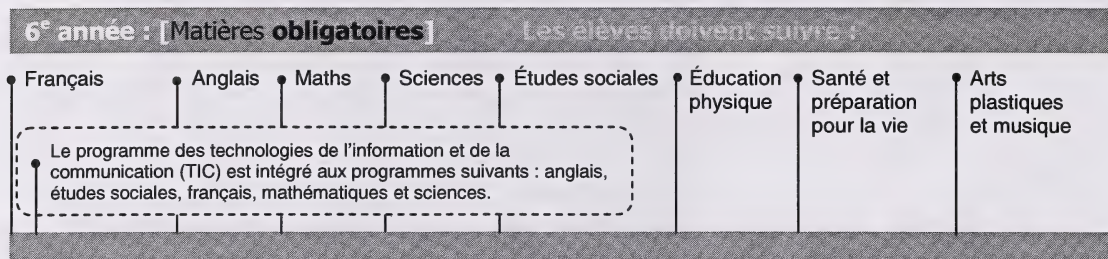 6e année : [Matières obligatoires] Les élèves doivent suivre :
Français Anglais Maths Sciences Études sociales Éducation physique Santé et préparation pour la vie Arts plastiques et musique
Le programme des technologies de l'information et de la
communication (TIC) est intégré aux programmes suivants : anglais,
études sociales, français, mathématiques et sciences.